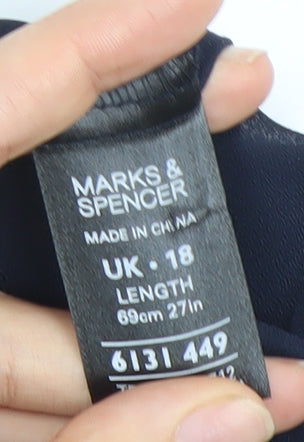 MARKS &
SPENCER
MADE IN CHINA
UK • 18
LENGTH
69cm 27in
6131 449